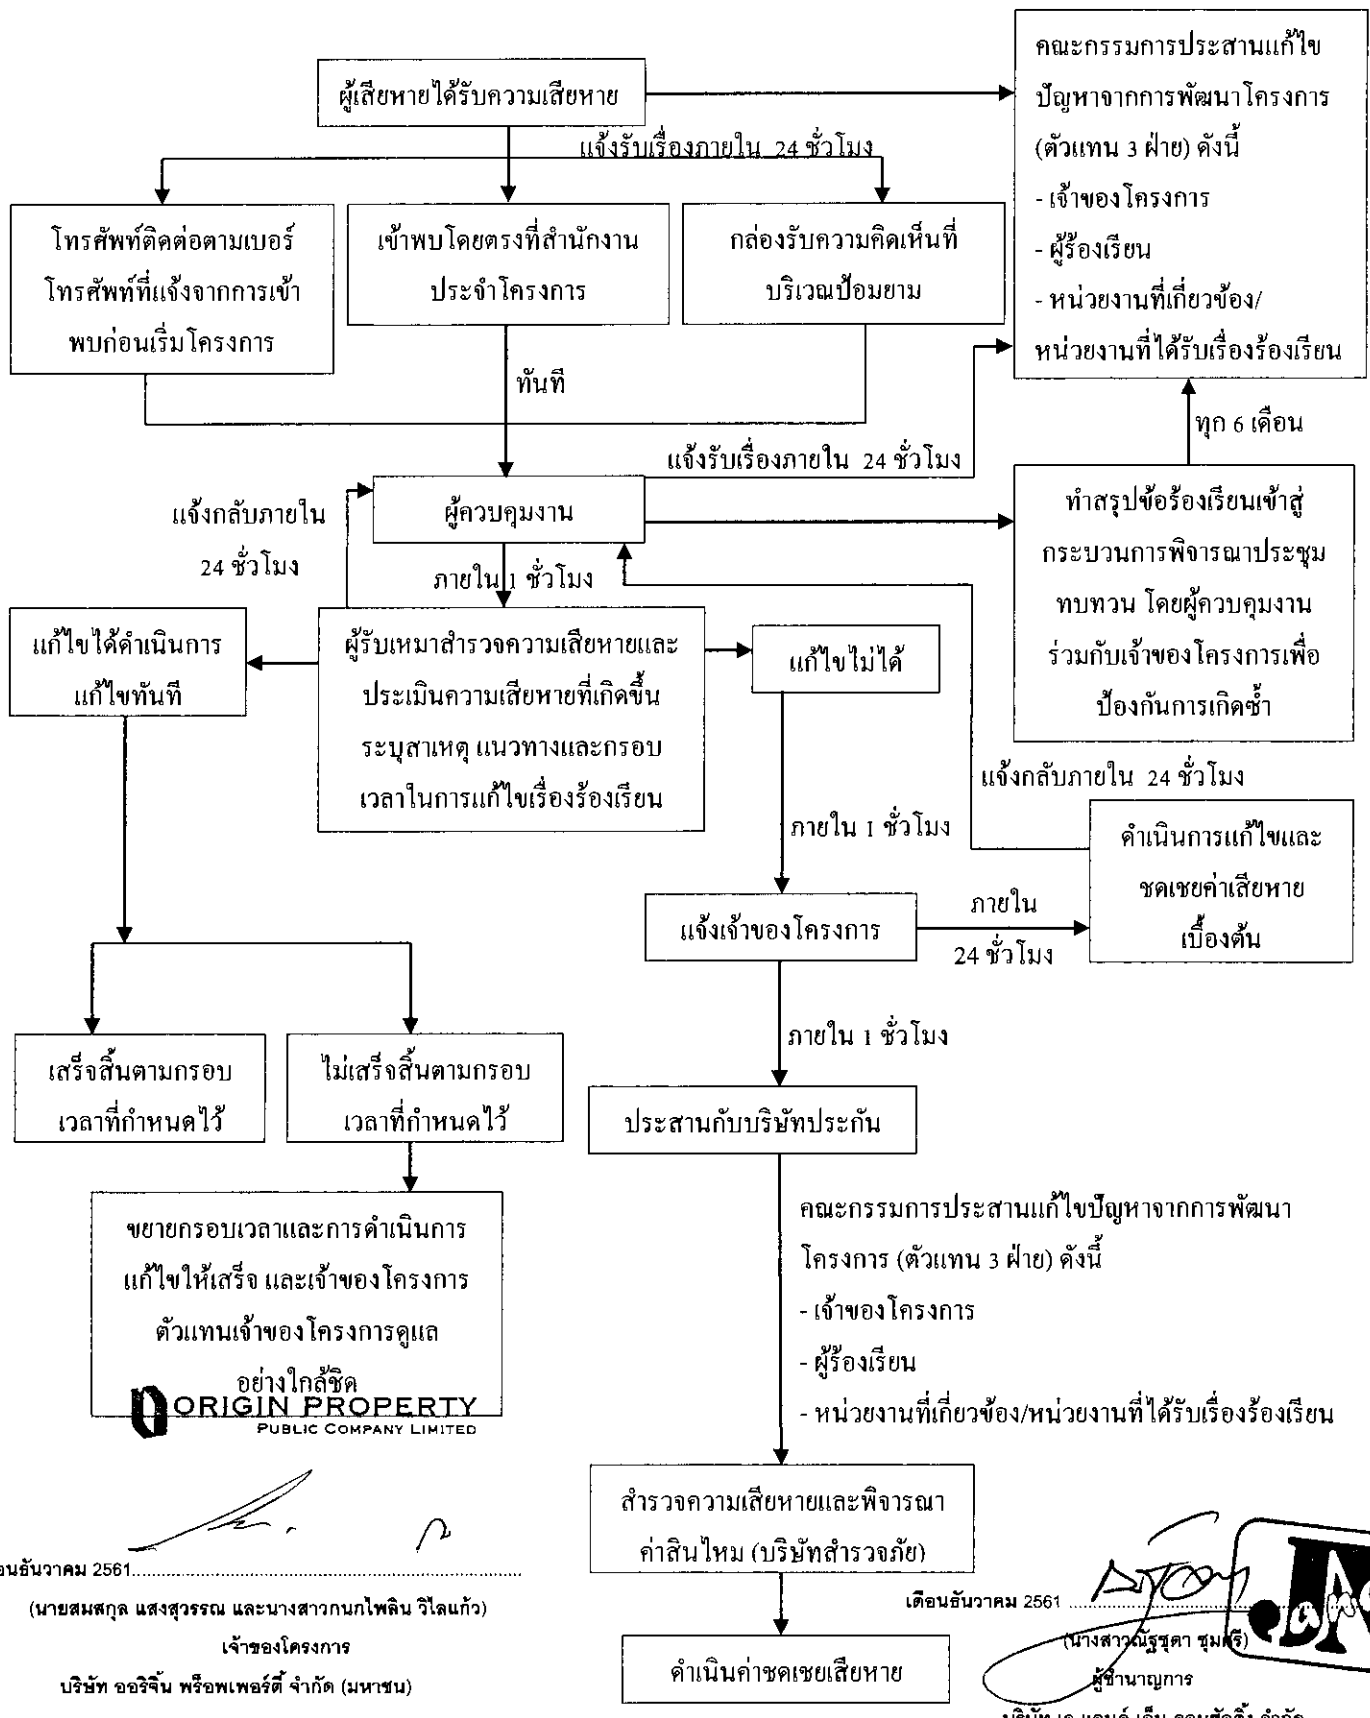 ผู้เสียหายได้รับความเสียหาย
คณะกรรมการประสานแก้ไข
ปัญหาจากการพัฒนาโครงการ
(ตัวแทน 3 ฝ่าย) ดังนี้
- เจ้าของโครงการ
- ผู้ร้องเรียน
- หน่วยงานที่เกี่ยวข้อง/
หน่วยงานที่ได้รับเรื่องร้องเรียน
แจ้งรับเรื่องภายใน 24 ชั่วโมง
โทรศัพท์ติดต่อตามเบอร์
โทรศัพท์ที่แจ้งจากการเข้า
พบก่อนเริ่มโครงการ
เข้าพบโดยตรงที่สำนักงาน
ประจำโครงการ
กล่องรับความคิดเห็นที่
บริเวณป้อมยาม
ทันที
ทุก 6 เดือน
แจ้งรับเรื่องภายใน 24 ชั่วโมง
แจ้งกลับภายใน
24 ชั่วโมง
ผู้ควบคุมงาน
ทำสรุปข้อร้องเรียนเข้าสู่
กระบวนการพิจารณาประชุม
ทบทวน โดยผู้ควบคุมงาน
ร่วมกับเจ้าของโครงการเพื่อ
ป้องกันการเกิดซ้ำ
ภายใน 1 ชั่วโมง
แก้ไขได้ดำเนินการ
แก้ไขทันที
ผู้รับเหมาสำรวจความเสียหายและ
ประเมินความเสียหายที่เกิดขึ้น
ระบุสาเหตุ แนวทางและกรอบ
เวลาในการแก้ไขเรื่องร้องเรียน
แก้ไขไม่ได้
แจ้งกลับภายใน 24 ชั่วโมง
ภายใน 1 ชั่วโมง
ดำเนินการแก้ไขและ
ชดเชยค่าเสียหาย
เบื้องต้น
แจ้งเจ้าของโครงการ
ภายใน
24 ชั่วโมง
ภายใน 1 ชั่วโมง
เสร็จสิ้นตามกรอบ
เวลาที่กำหนดไว้
ไม่เสร็จสิ้นตามกรอบ
เวลาที่กำหนดไว้
ประสานกับบริษัทประกัน
ขยายกรอบเวลาและการดำเนินการ
แก้ไขให้เสร็จ และเจ้าของโครงการ
ตัวแทนเจ้าของโครงการดูแล
อย่างใกล้ชิด
คณะกรรมการประสานแก้ไขปัญหาจากการพัฒนา
โครงการ (ตัวแทน 3 ฝ่าย) ดังนี้
- เจ้าของโครงการ
- ผู้ร้องเรียน
- หน่วยงานที่เกี่ยวข้อง/หน่วยงานที่ได้รับเรื่องร้องเรียน
ORIGIN PROPERTY
PUBLIC COMPANY LIMITED
สำรวจความเสียหายและพิจารณา
ค่าสินไหม (บริษัทสำรวจภัย)
ดำเนินค่าชดเชยเสียหาย
ธันวาคม 2561
(นายสมสกุล แสงสุวรรณ และนางสาวกนกไพลิน วิไลแก้ว)
เจ้าของโครงการ
บริษัท ออริจิ้น พร็อพเพอร์ตี้ จำกัด (มหาชน)
เดือนธันวาคม 2561
(นางสาวณัฐชุดา ชุมศรี)
ผู้ชำนาญการ